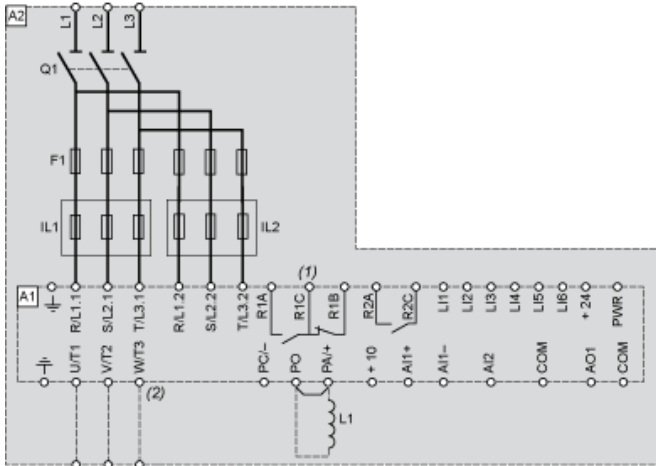 A2
L1 L2 L3
Q1
F1
IL1 IL2
(1)
A1
R/L1.1 S/L2.1 T/L3.1 R/L1.2 S/L2.2 T/L3.2 R1A R1C R1B R2A R2C LI1 LI2 LI3 LI4 LI5 LI6 + 24 PWR
U/T1 V/T2 W/T3 PC/– PO PA/+ + 10 AI1+ AI1– AI2 COM AO1 COM
(2)
L1